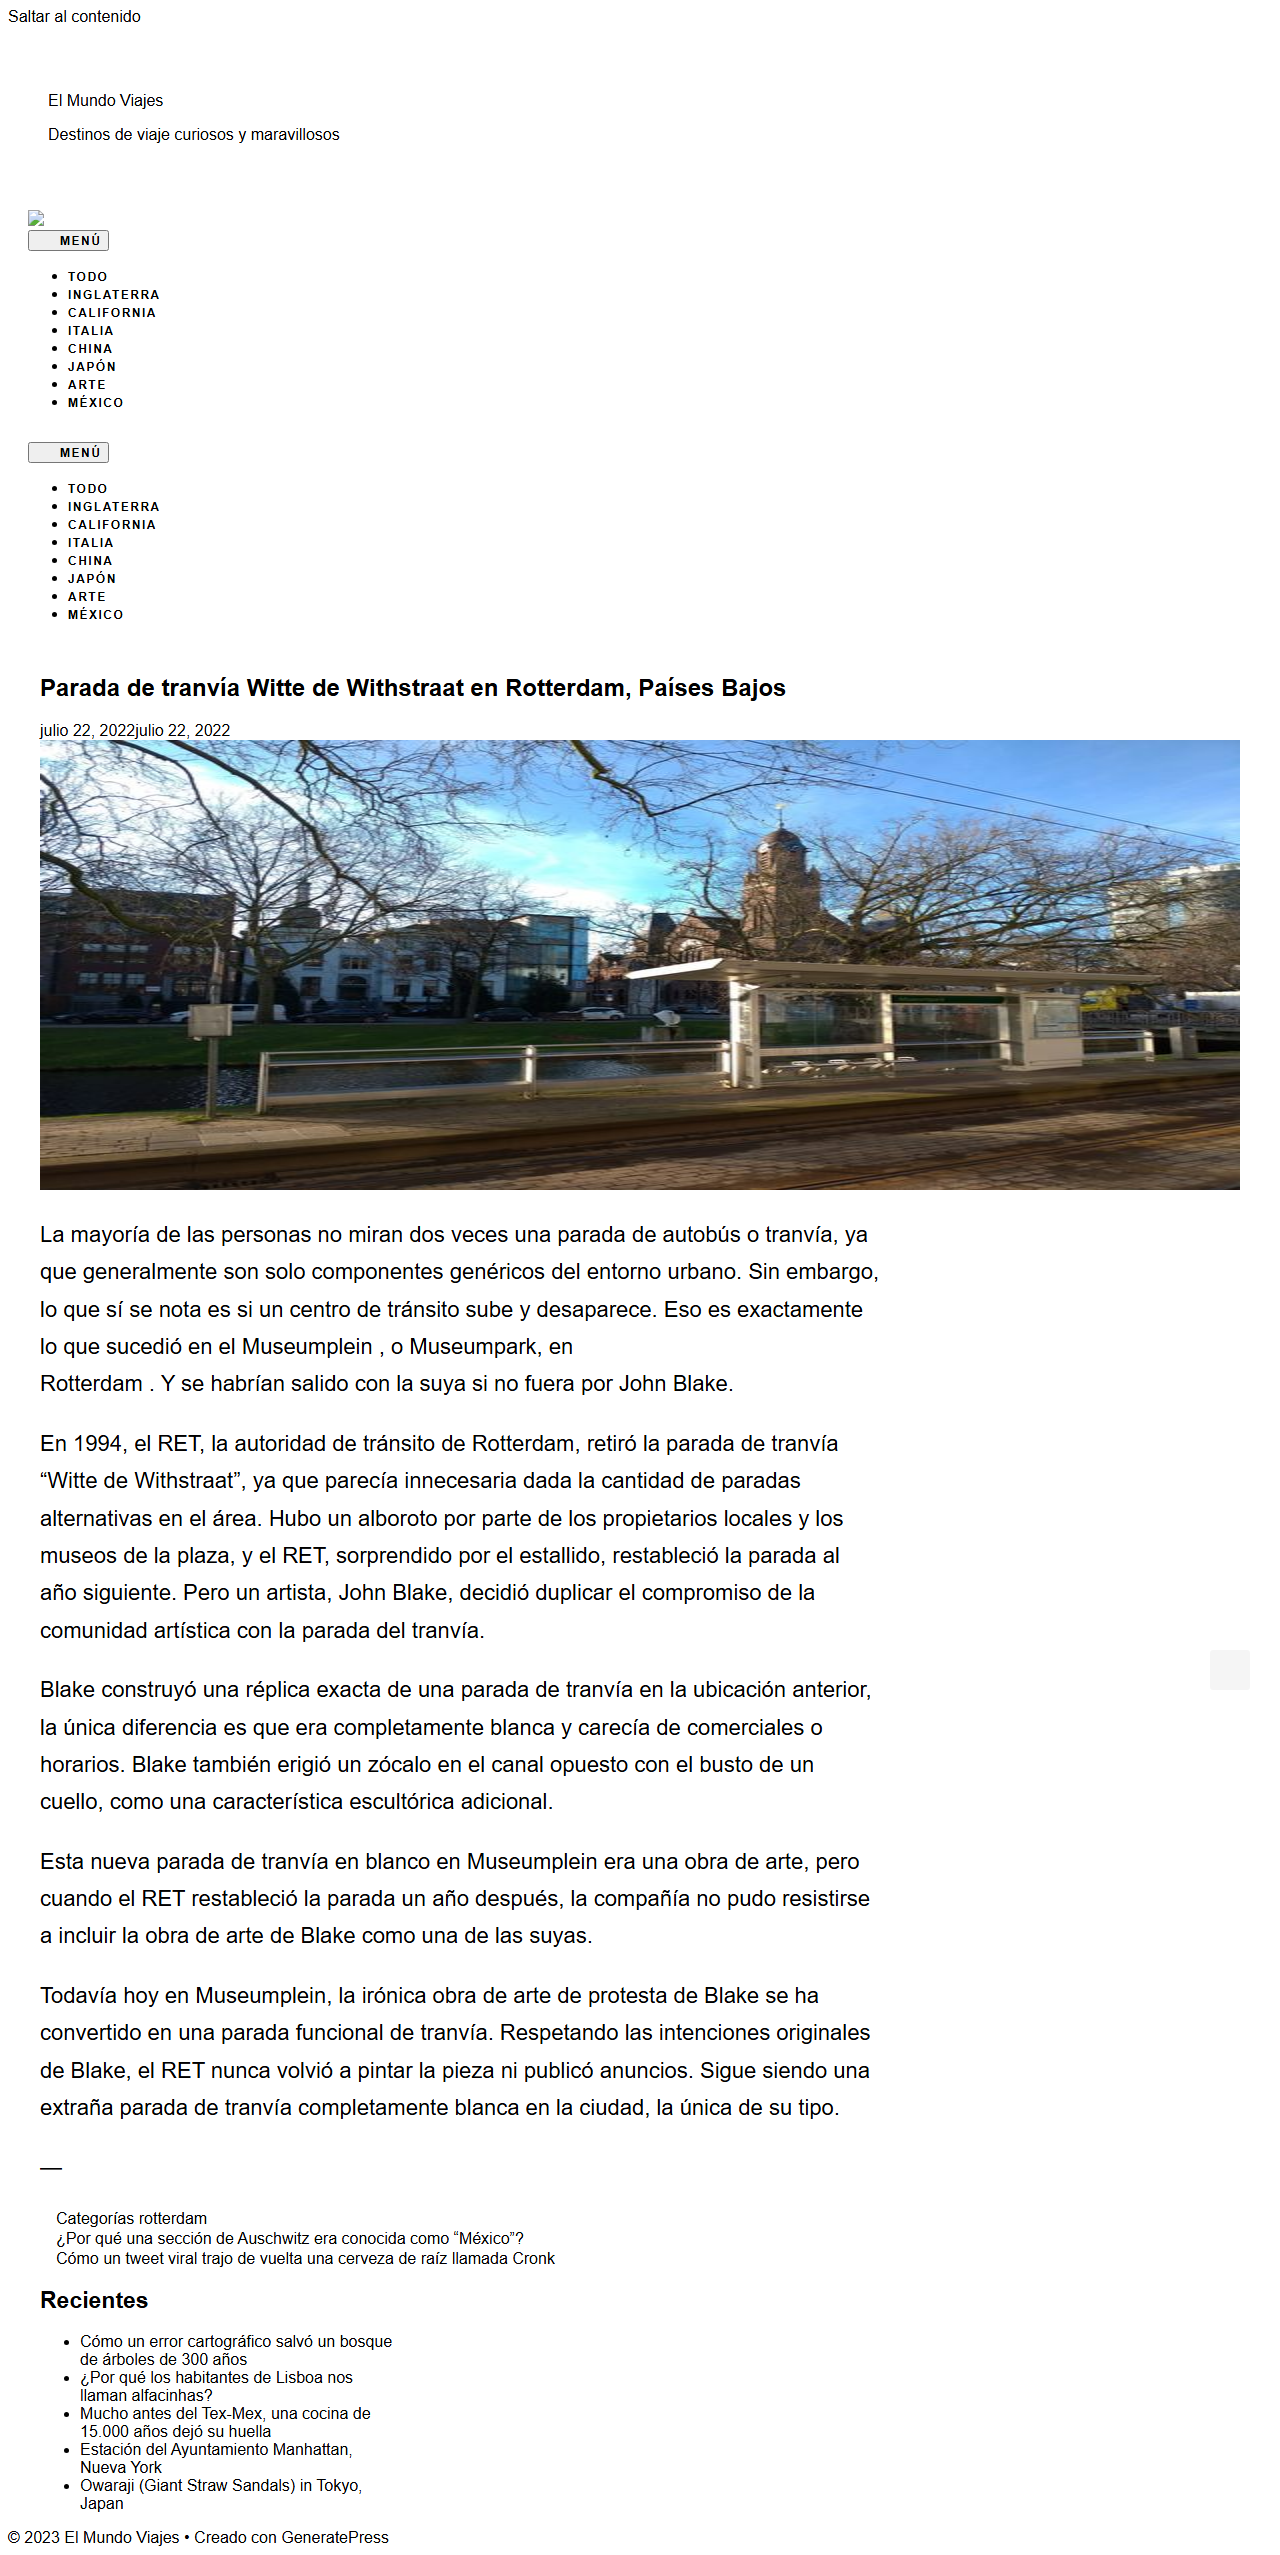 Saltar al contenido
El Mundo Viajes
Destinos de viaje curiosos y maravillosos
MENÚ
TODO
INGLATERRA
CALIFORNIA
ITALIA
CHINA
JAPÓN
ARTE
MÉXICO
MENÚ
TODO
INGLATERRA
CALIFORNIA
ITALIA
CHINA
JAPÓN
ARTE
MÉXICO
Parada de tranvía Witte de Withstraat en Rotterdam, Países Bajos
julio 22, 2022julio 22, 2022
La mayoría de las personas no miran dos veces una parada de autobús o tranvía, ya
que generalmente son solo componentes genéricos del entorno urbano. Sin embargo,
lo que sí se nota es si un centro de tránsito sube y desaparece. Eso es exactamente
lo que sucedió en el Museumplein , o Museumpark, en
Rotterdam . Y se habrían salido con la suya si no fuera por John Blake.
En 1994, el RET, la autoridad de tránsito de Rotterdam, retiró la parada de tranvía
“Witte de Withstraat”, ya que parecía innecesaria dada la cantidad de paradas
alternativas en el área. Hubo un alboroto por parte de los propietarios locales y los
museos de la plaza, y el RET, sorprendido por el estallido, restableció la parada al
año siguiente. Pero un artista, John Blake, decidió duplicar el compromiso de la
comunidad artística con la parada del tranvía.
Blake construyó una réplica exacta de una parada de tranvía en la ubicación anterior,
la única diferencia es que era completamente blanca y carecía de comerciales o
horarios. Blake también erigió un zócalo en el canal opuesto con el busto de un
cuello, como una característica escultórica adicional.
Esta nueva parada de tranvía en blanco en Museumplein era una obra de arte, pero
cuando el RET restableció la parada un año después, la compañía no pudo resistirse
a incluir la obra de arte de Blake como una de las suyas.
Todavía hoy en Museumplein, la irónica obra de arte de protesta de Blake se ha
convertido en una parada funcional de tranvía. Respetando las intenciones originales
de Blake, el RET nunca volvió a pintar la pieza ni publicó anuncios. Sigue siendo una
extraña parada de tranvía completamente blanca en la ciudad, la única de su tipo.
—
Categorías rotterdam
¿Por qué una sección de Auschwitz era conocida como “México”?
Cómo un tweet viral trajo de vuelta una cerveza de raíz llamada Cronk
Recientes
Cómo un error cartográfico salvó un bosque
de árboles de 300 años
¿Por qué los habitantes de Lisboa nos
llaman alfacinhas?
Mucho antes del Tex-Mex, una cocina de
15.000 años dejó su huella
Estación del Ayuntamiento Manhattan,
Nueva York
Owaraji (Giant Straw Sandals) in Tokyo,
Japan
© 2023 El Mundo Viajes • Creado con GeneratePress